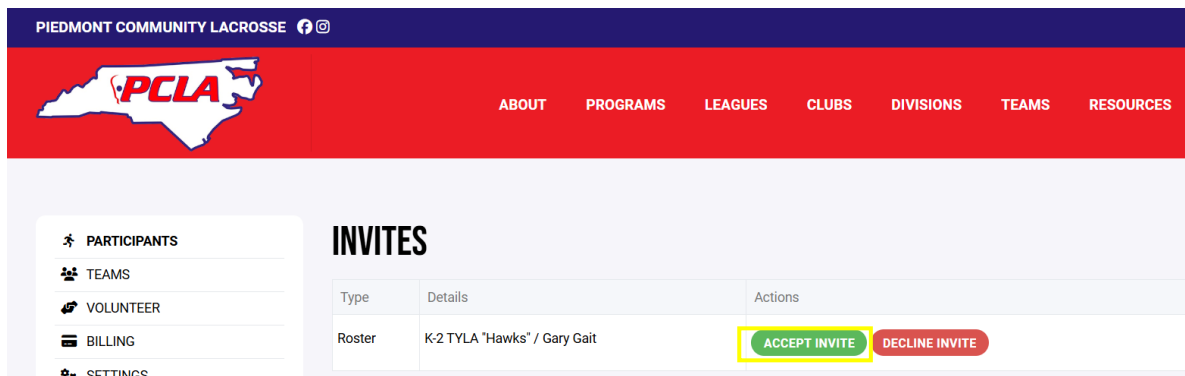 PIEDMONT COMMUNITY LACROSSE
PCLA
ABOUT PROGRAMS LEAGUES CLUBS DIVISIONS TEAMS RESOURCES
PARTICIPANTS
TEAMS
VOLUNTEER
BILLING
SETTINGS
INVITES
Type Details Actions
Roster K-2 TYLA "Hawks" / Gary Gait ACCEPT INVITE DECLINE INVITE